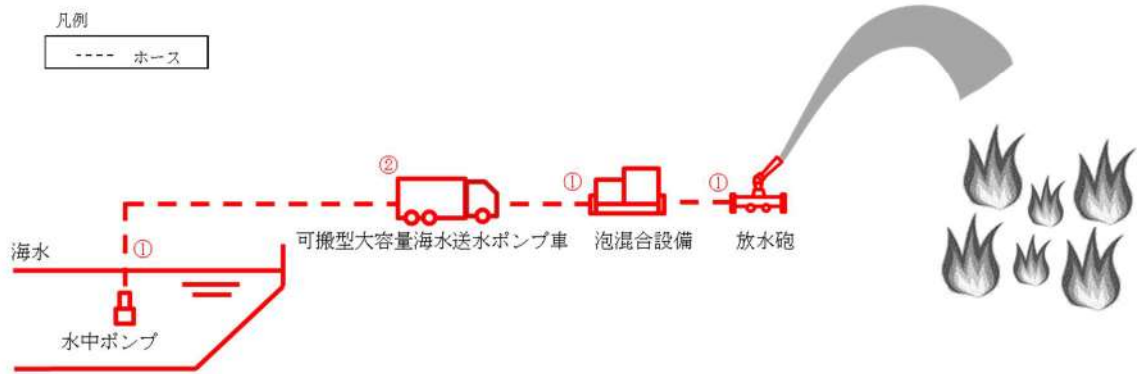 凡例
---- ホース
②
①
①
可搬型大容量海水送水ポンプ車
泡混合設備
放水砲
海水
①
水中ポンプ